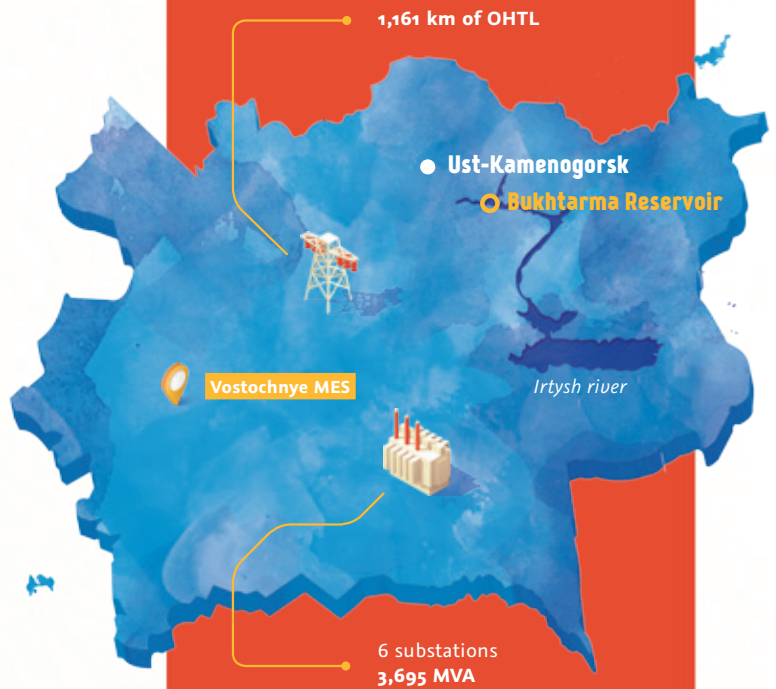 1,161 km of OHTL
Ust-Kamenogorsk
Bukhtarma Reservoir
Vostochnye MES
Irtysh river
6 substations
3,695 MVA